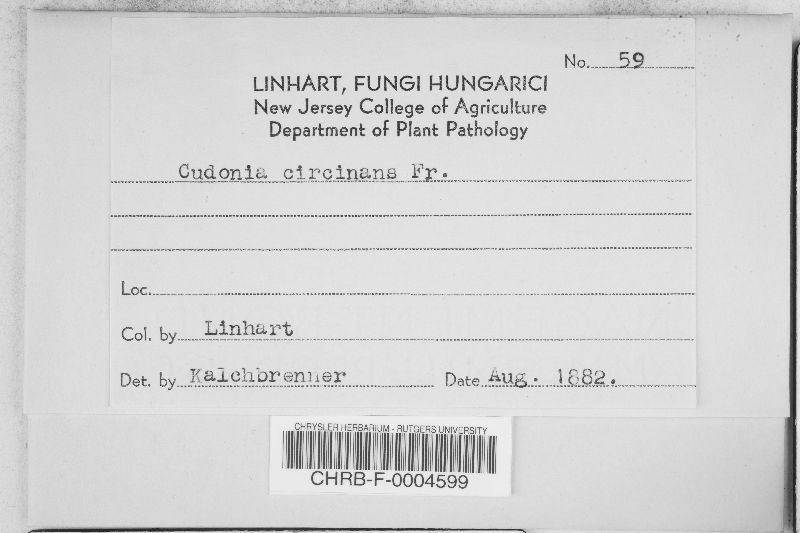 No. 59
LINHART, FUNGI HUNGARICI
New Jersey College of Agriculture
Department of Plant Pathology
Cudonia circinans Fr.
Loc.
Col. by Linhart
Det. by Kalchbrenner Date Aug. 1882.
CHRYSLER HERBARIUM - RUTGERS UNIVERSITY
CHRB-F-0004599